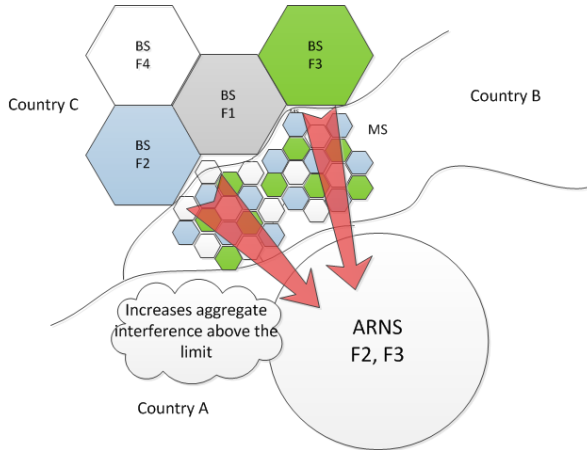 BS
F4
BS
F3
BS
F1
BS
F2
Country C
Country B
MS
Increases aggregate
interference above the
limit
ARNS
F2, F3
Country A